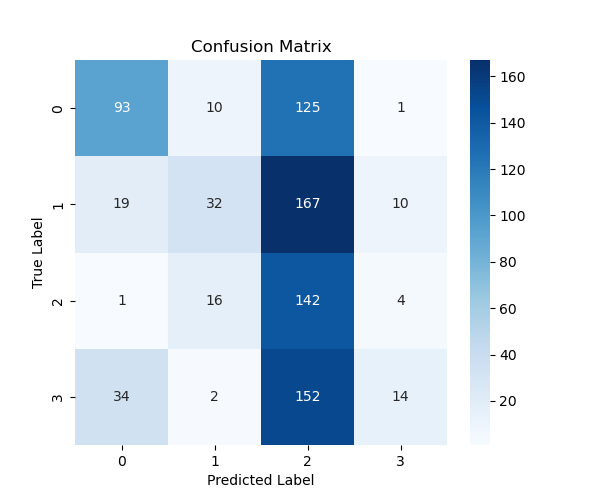 Confusion Matrix
0 93 10 125 1
1 19 32 167 10
2 1 16 142 4
3 34 2 152 14
0 1 2 3
Predicted Label
True Label
160
140
120
100
80
60
40
20